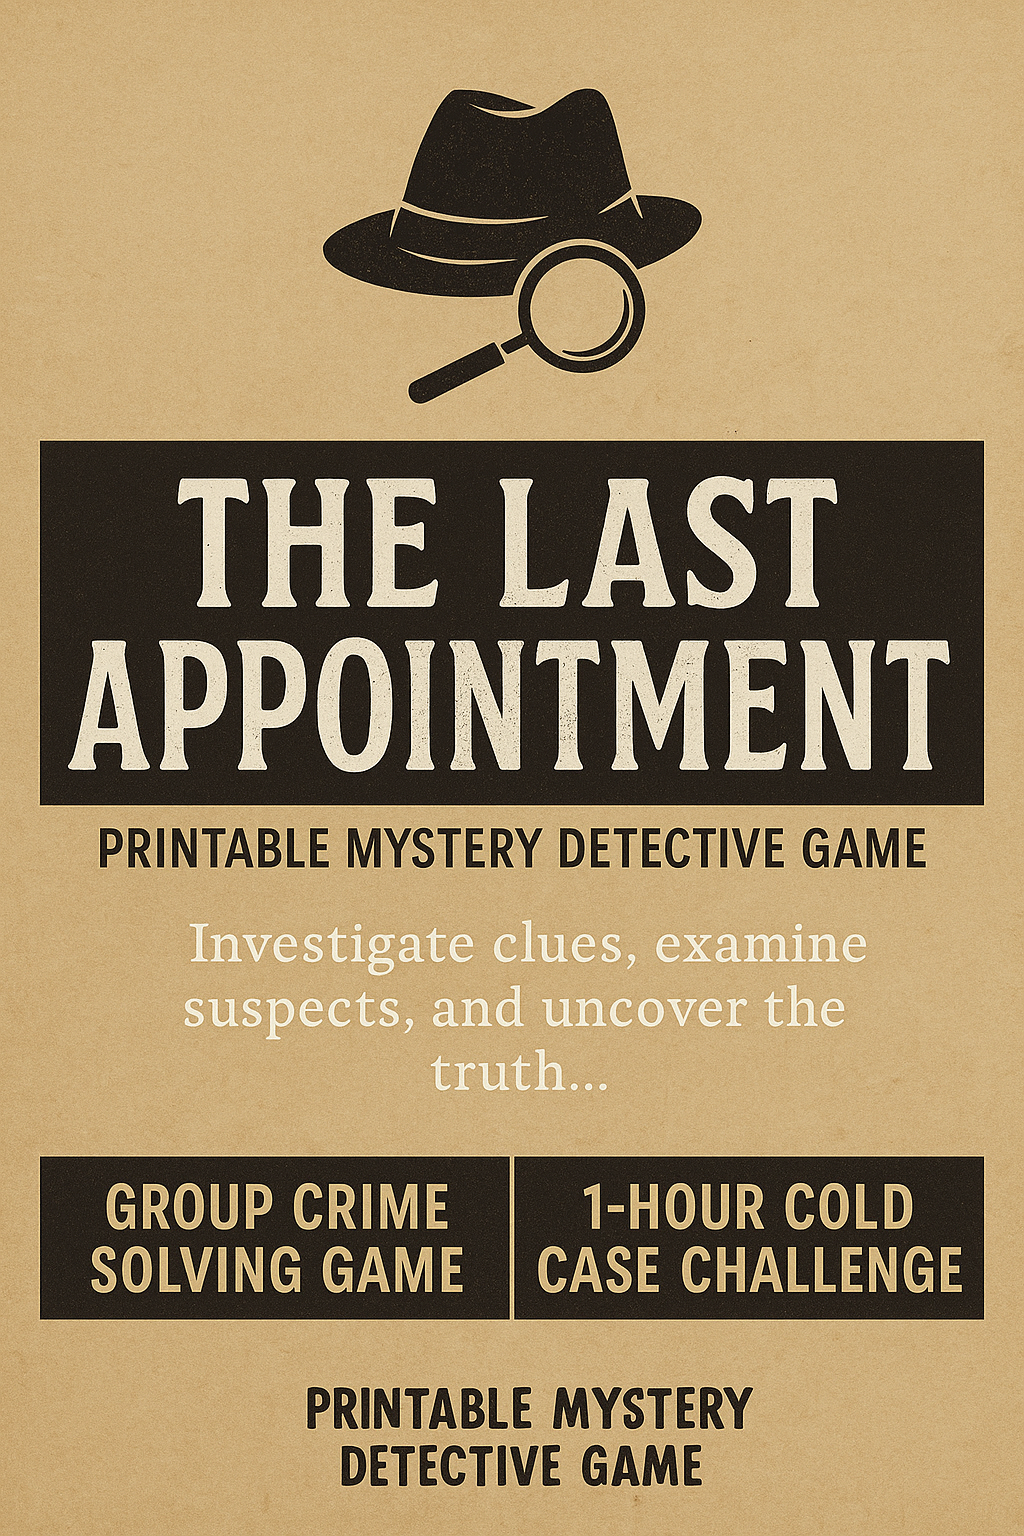 THE LAST
APPOINTMENT
PRINTABLE MYSTERY DETECTIVE GAME
Investigate clues, examine
suspects, and uncover the
truth...
GROUP CRIME
SOLVING GAME
1-HOUR COLD
CASE CHALLENGE
PRINTABLE MYSTERY
DETECTIVE GAME